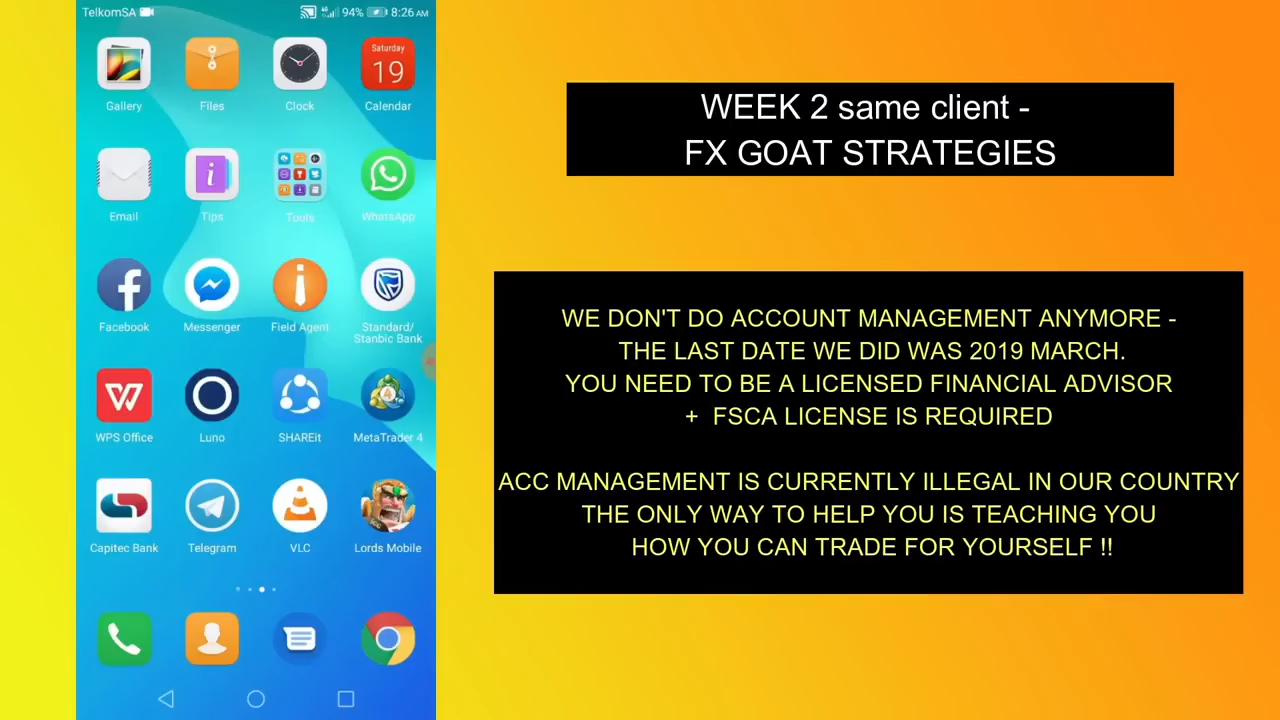 TelkomSA 4G 94% 8:26 AM
Saturday
19
Gallery Files Clock Calendar
Email Tips Tools WhatsApp
Facebook Messenger Field Agent Standard/
Stanbic Bank
4
WPS Office Luno SHAREit MetaTrader 4
Capitec Bank Telegram VLC Lords Mobile
WEEK 2 same client -
FX GOAT STRATEGIES
WE DON'T DO ACCOUNT MANAGEMENT ANYMORE -
THE LAST DATE WE DID WAS 2019 MARCH.
YOU NEED TO BE A LICENSED FINANCIAL ADVISOR
+ FSCA LICENSE IS REQUIRED
ACC MANAGEMENT IS CURRENTLY ILLEGAL IN OUR COUNTRY
THE ONLY WAY TO HELP YOU IS TEACHING YOU
HOW YOU CAN TRADE FOR YOURSELF !!